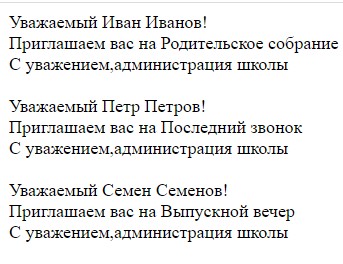 Уважаемый Иван Иванов!
Приглашаем вас на Родительское собрание
С уважением,администрация школы
Уважаемый Петр Петров!
Приглашаем вас на Последний звонок
С уважением,администрация школы
Уважаемый Семен Семенов!
Приглашаем вас на Выпускной вечер
С уважением,администрация школы